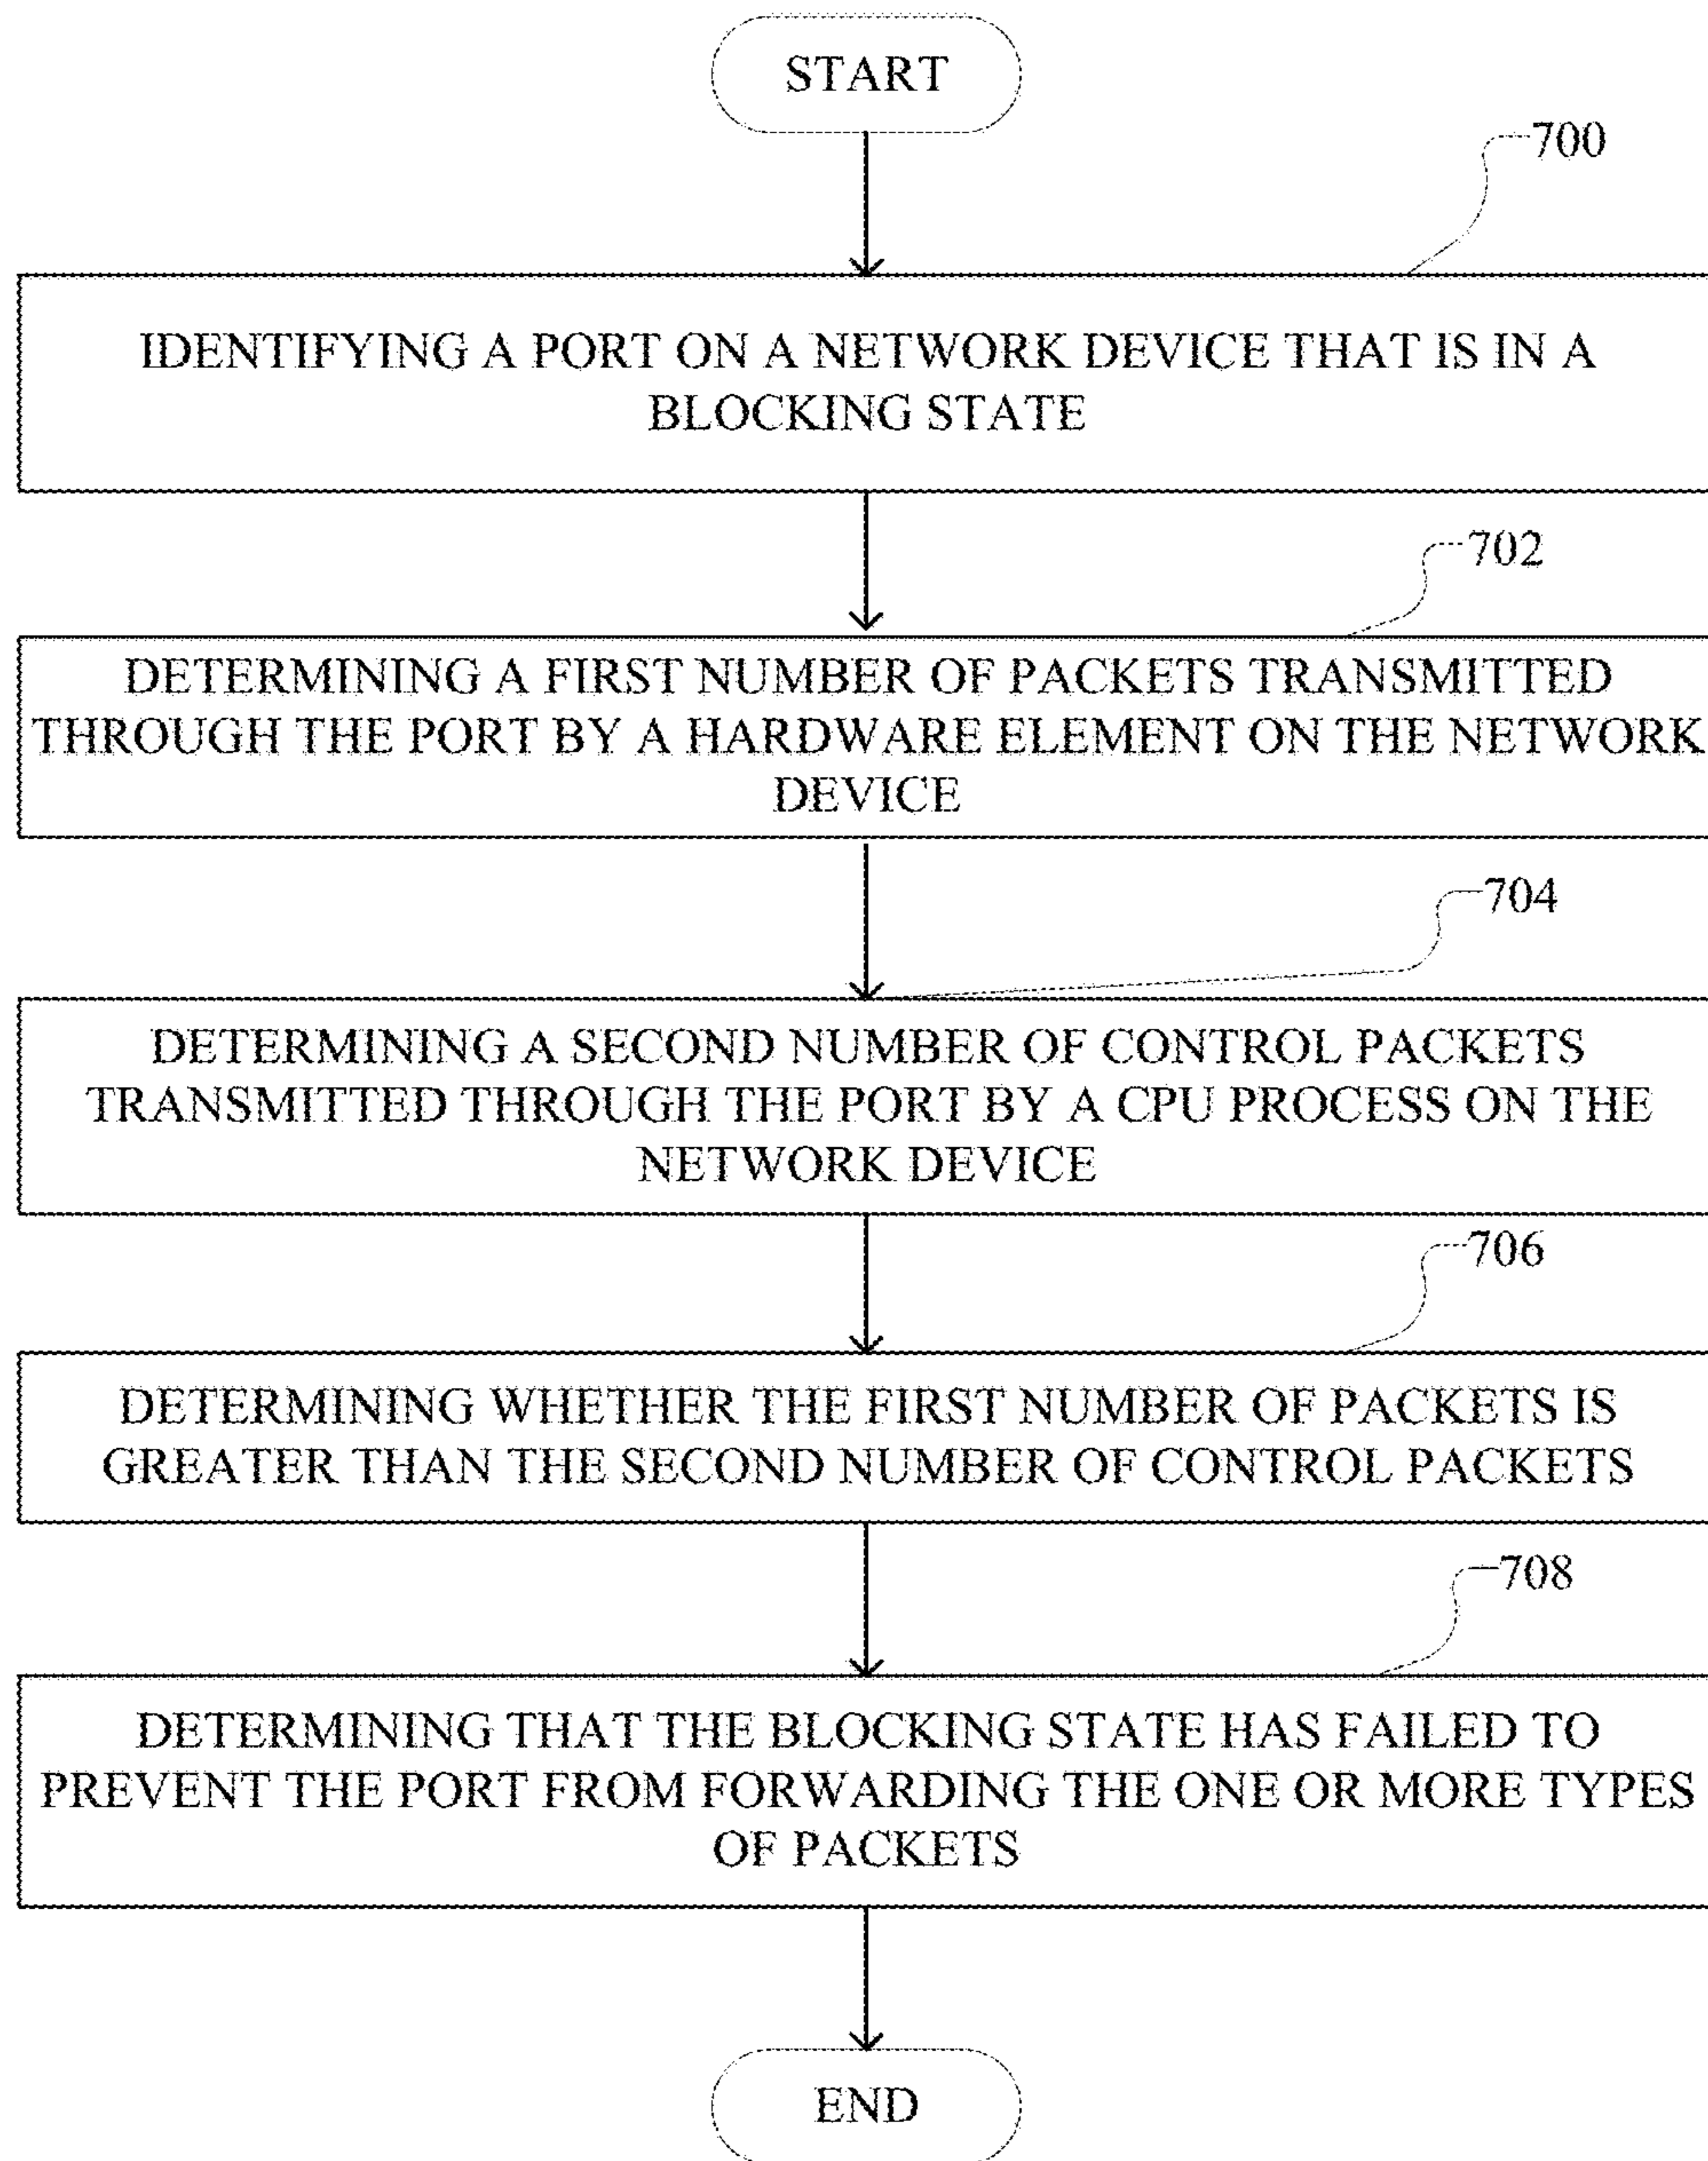 START
700
IDENTIFYING A PORT ON A NETWORK DEVICE THAT IS IN A
BLOCKING STATE
702
DETERMINING A FIRST NUMBER OF PACKETS TRANSMITTED
THROUGH THE PORT BY A HARDWARE ELEMENT ON THE NETWORK
DEVICE
704
DETERMINING A SECOND NUMBER OF CONTROL PACKETS
TRANSMITTED THROUGH THE PORT BY A CPU PROCESS ON THE
NETWORK DEVICE
706
DETERMINING WHETHER THE FIRST NUMBER OF PACKETS IS
GREATER THAN THE SECOND NUMBER OF CONTROL PACKETS
708
DETERMINING THAT THE BLOCKING STATE HAS FAILED TO
PREVENT THE PORT FROM FORWARDING THE ONE OR MORE TYPES
OF PACKETS
END